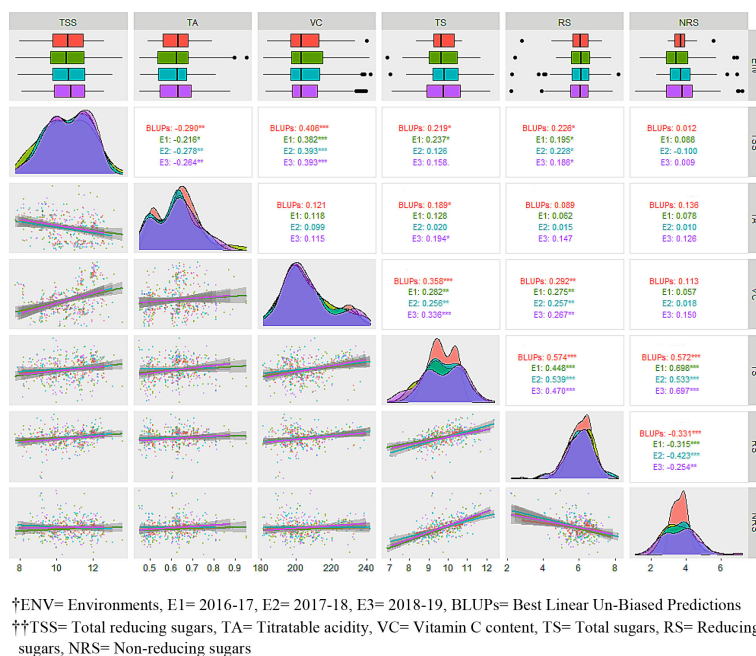 TSS TA VC TS RS NRS
ENV
BLUPs: -0.290** BLUPs: 0.406*** BLUPs: 0.219* BLUPs: 0.226* BLUPs: 0.012
E1: -0.216* E1: 0.362*** E1: 0.237* E1: 0.195* E1: 0.088
E2: -0.278** E2: 0.393*** E2: 0.126 E2: 0.228* E2: -0.100
E3: -0.264** E3: 0.393*** E3: 0.158. E3: 0.186* E3: 0.009
TSS
BLUPs: 0.121 BLUPs: 0.189* BLUPs: 0.089 BLUPs: 0.136
E1: 0.118 E1: 0.128 E1: 0.062 E1: 0.078
E2: 0.099 E2: 0.020 E2: 0.015 E2: 0.010
E3: 0.115 E3: 0.194* E3: 0.147 E3: 0.126
TA
BLUPs: 0.358*** BLUPs: 0.292** BLUPs: 0.113
E1: 0.282** E1: 0.275** E1: 0.057
E2: 0.256** E2: 0.257** E2: 0.018
E3: 0.336*** E3: 0.267** E3: 0.150
VC
BLUPs: 0.574*** BLUPs: 0.572***
E1: 0.448*** E1: 0.696***
E2: 0.539*** E2: 0.533***
E3: 0.470*** E3: 0.697***
TS
BLUPs: -0.331***
E1: -0.315***
E2: -0.423***
E3: -0.254**
RS
NRS
8 10 12 0.5 0.6 0.7 0.8 0.9 180 200 220 240 7 8 9 10 11 12 2 4 6 8 2 4 6
†ENV= Environments, E1= 2016-17, E2= 2017-18, E3= 2018-19, BLUPs= Best Linear Un-Biased Predictions
††TSS= Total reducing sugars, TA= Titratable acidity, VC= Vitamin C content, TS= Total sugars, RS= Reducing
sugars, NRS= Non-reducing sugars